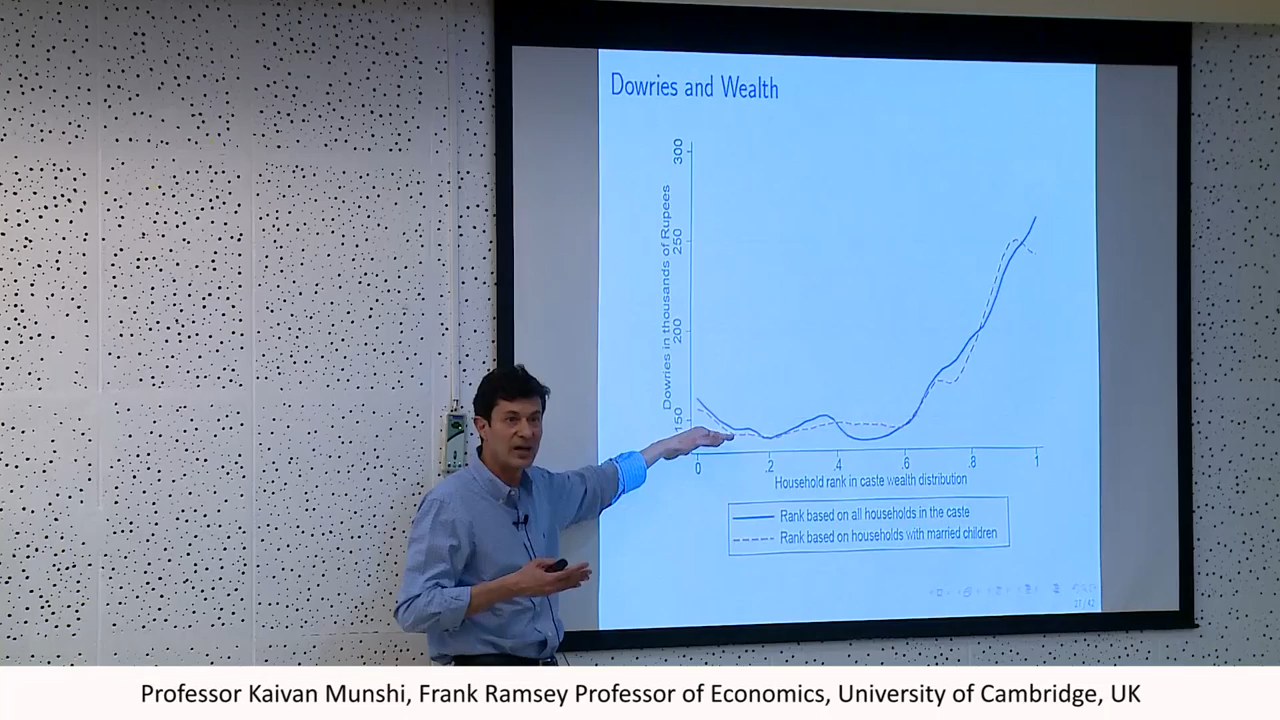 Dowries and Wealth
300
250
200
150
Dowries in thousands of Rupees
0 .2 .4 .6 .8 1
Household rank in caste wealth distribution
Rank based on all households in the caste
Rank based on households with married children
27 / 42
Professor Kaivan Munshi, Frank Ramsey Professor of Economics, University of Cambridge, UK